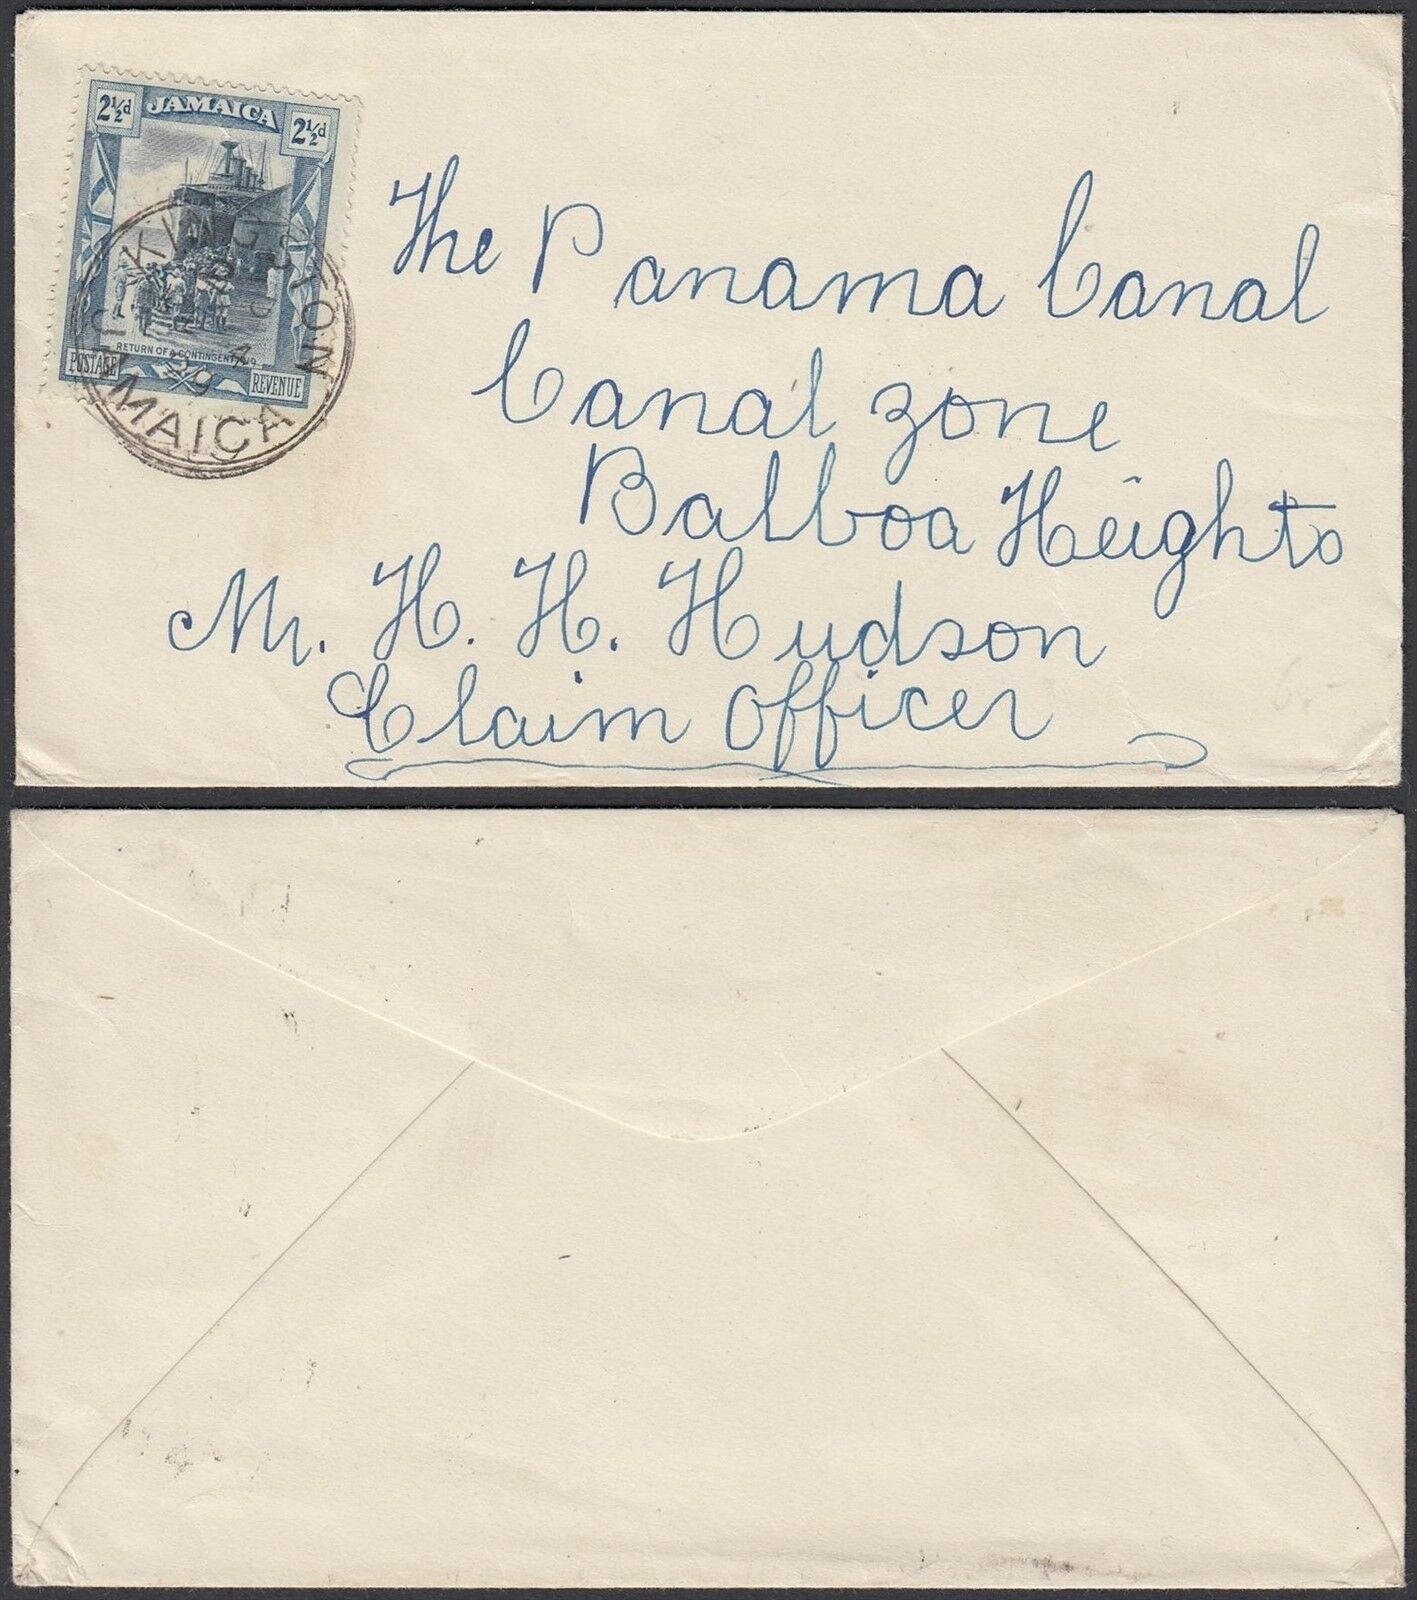 2½d JAMAICA 2½d
RETURN OF A CONTINGENT 1919
POSTAGE REVENUE
KINGSTON
JAMAICA
The Panama Canal
Canal zone
Balboa Heights
Mr. H. H. Hudson
Claim Officer